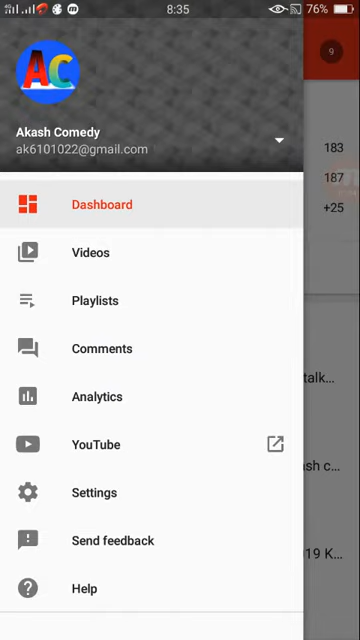 8:35
76%
AC
9
Akash Comedy
ak6101022@gmail.com
183
187
+25
Dashboard
Videos
Playlists
Comments
talk...
Analytics
YouTube
ash c...
Settings
Send feedback
19 K...
Help